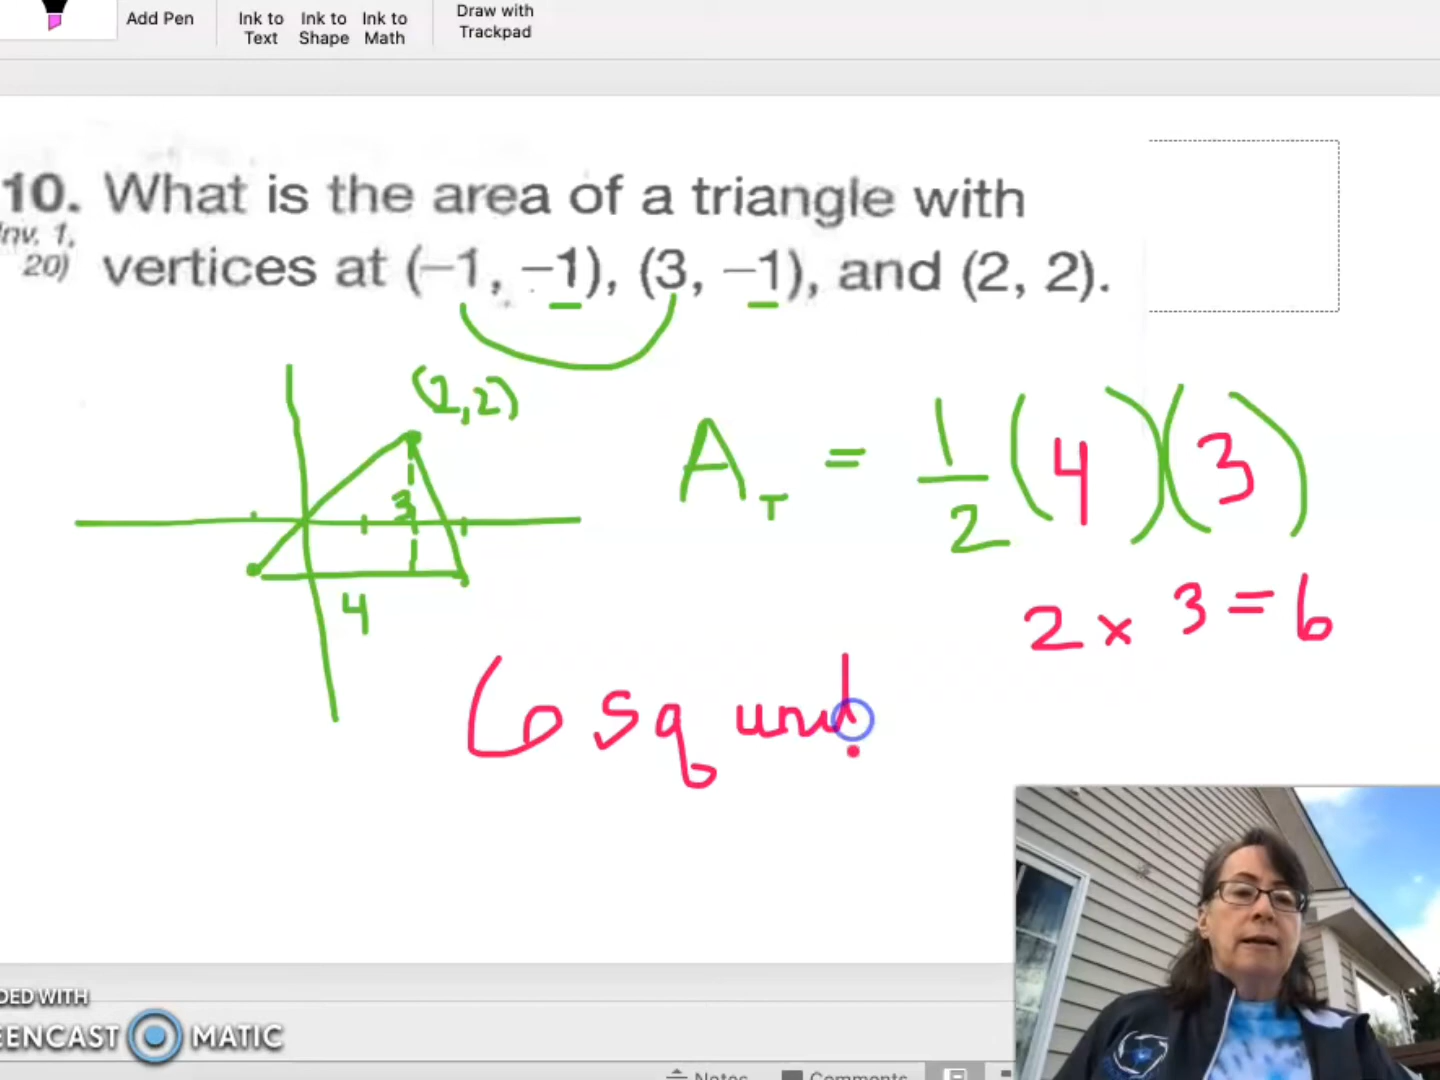 Add Pen
Ink to Text
Ink to Shape
Ink to Math
Draw with Trackpad
10. What is the area of a triangle with
Inv. 1,
20)
vertices at (−1, −1), (3, −1), and (2, 2).
(2,2)
3
4
A_T = 1/2 (4)(3)
2 x 3 = 6
6 sq unit
DED WITH
EENCAST MATIC
Notes
Comments